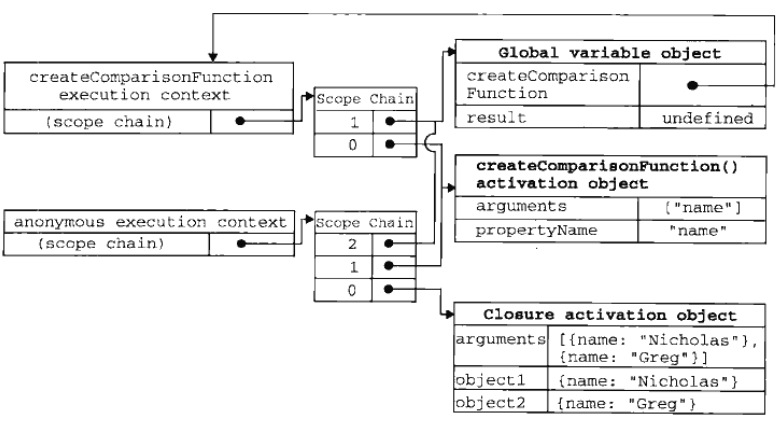 Global variable object
createComparison
Function
result undefined
createComparisonFunction
execution context
(scope chain)
Scope Chain
1
0
createComparisonFunction()
activation object
arguments ["name"]
propertyName "name"
anonymous execution context
(scope chain)
Scope Chain
2
1
0
Closure activation object
arguments [{name: "Nicholas"},
{name: "Greg"}]
object1 {name: "Nicholas"}
object2 {name: "Greg"}